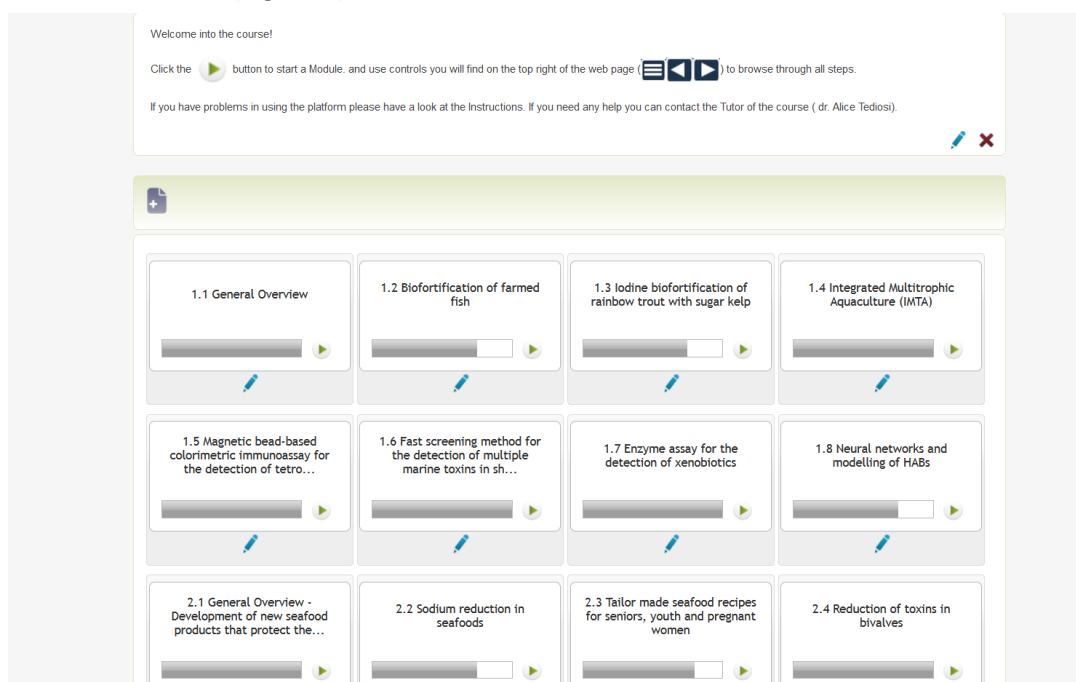 Welcome into the course!
Click the button to start a Module. and use controls you will find on the top right of the web page ( ) to browse through all steps.
If you have problems in using the platform please have a look at the Instructions. If you need any help you can contact the Tutor of the course ( dr. Alice Tediosi).
1.1 General Overview
1.2 Biofortification of farmed
fish
1.3 Iodine biofortification of
rainbow trout with sugar kelp
1.4 Integrated Multitrophic
Aquaculture (IMTA)
1.5 Magnetic bead-based
colorimetric immunoassay for
the detection of tetro...
1.6 Fast screening method for
the detection of multiple
marine toxins in sh...
1.7 Enzyme assay for the
detection of xenobiotics
1.8 Neural networks and
modelling of HABs
2.1 General Overview -
Development of new seafood
products that protect the...
2.2 Sodium reduction in
seafoods
2.3 Tailor made seafood recipes
for seniors, youth and pregnant
women
2.4 Reduction of toxins in
bivalves